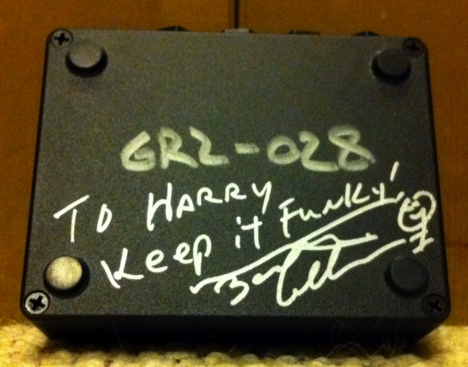 GR2-028
TO HARRY
Keep it Funky!